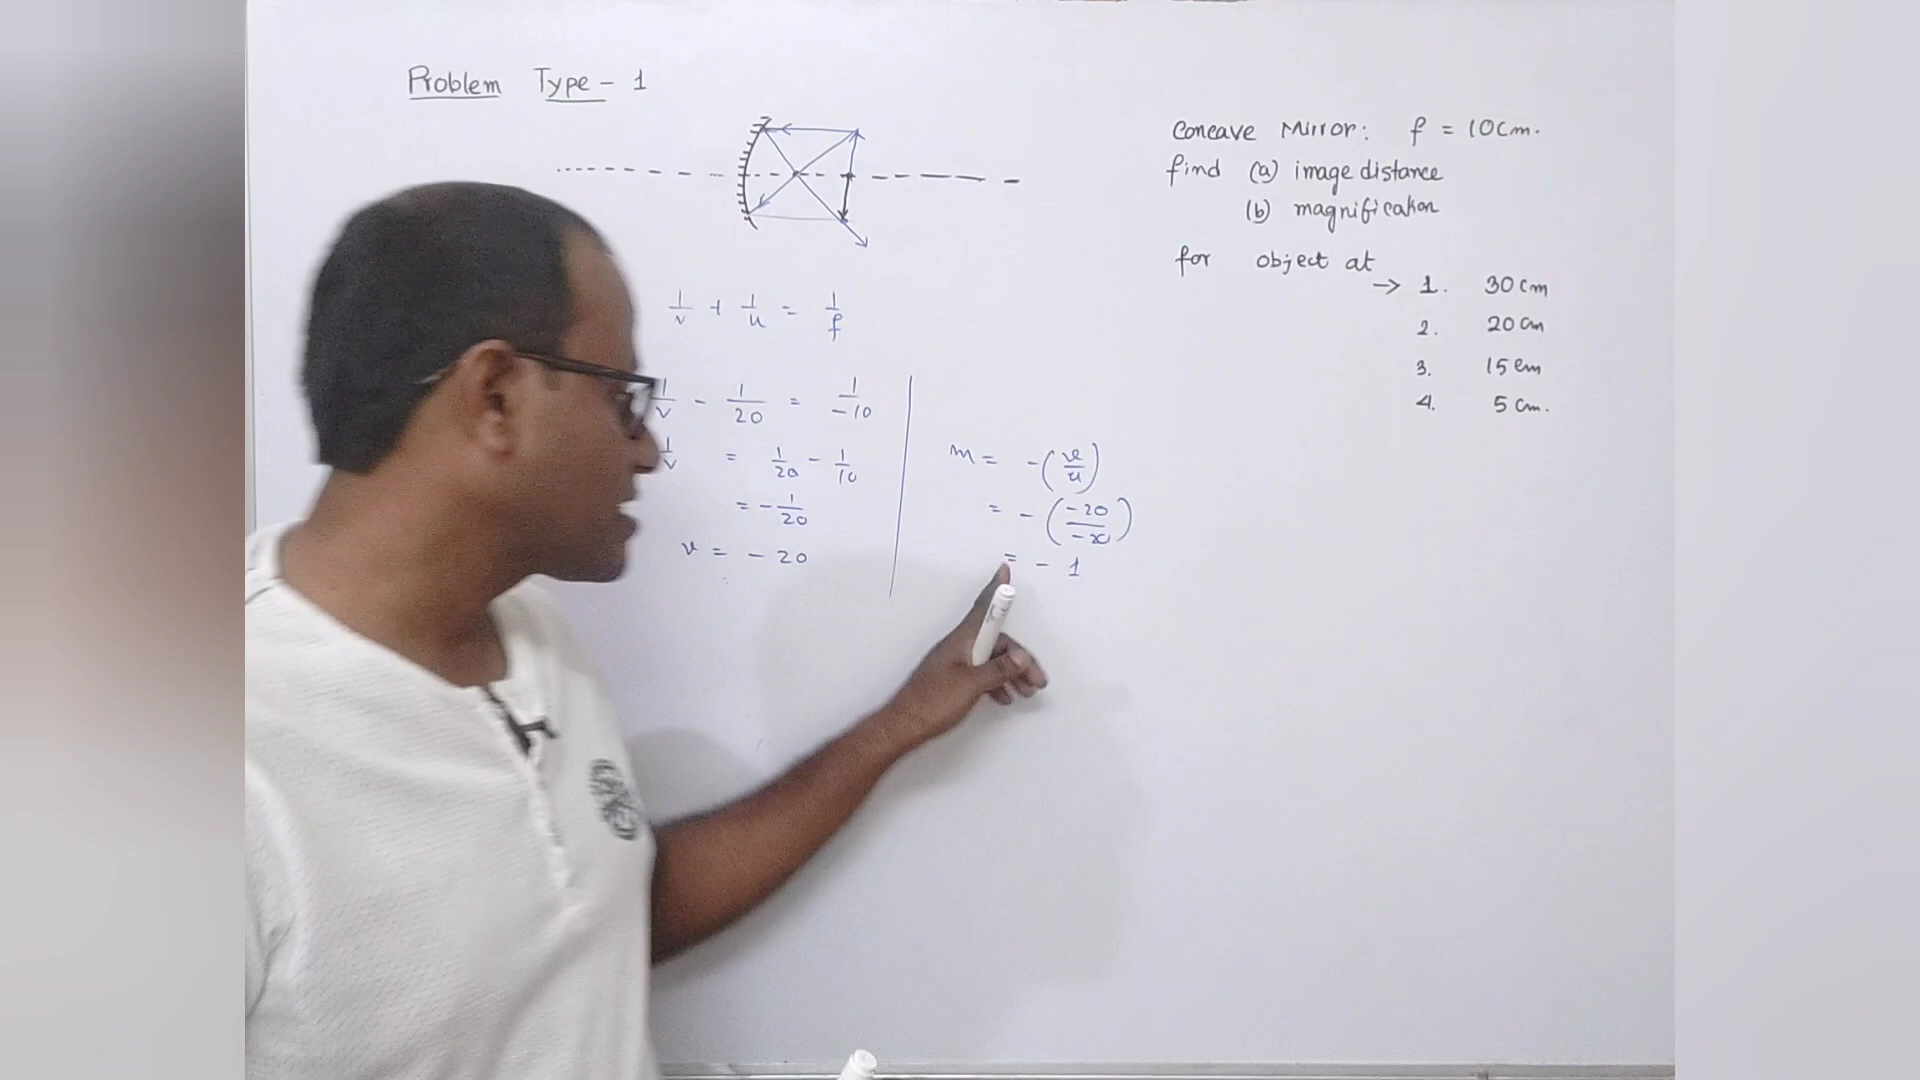 Problem Type - 1
Concave Mirror: f = 10cm.
find (a) image distance
(b) magnification
for object at
→ 1. 30 cm
2. 20 cm
3. 15 cm
4. 5 cm.
1/v + 1/u = 1/f
1/v - 1/20 = 1/-10
1/v = 1/20 - 1/10
= - 1/20
v = - 20
m = -(v/u)
= - (-20/-20)
= - 1